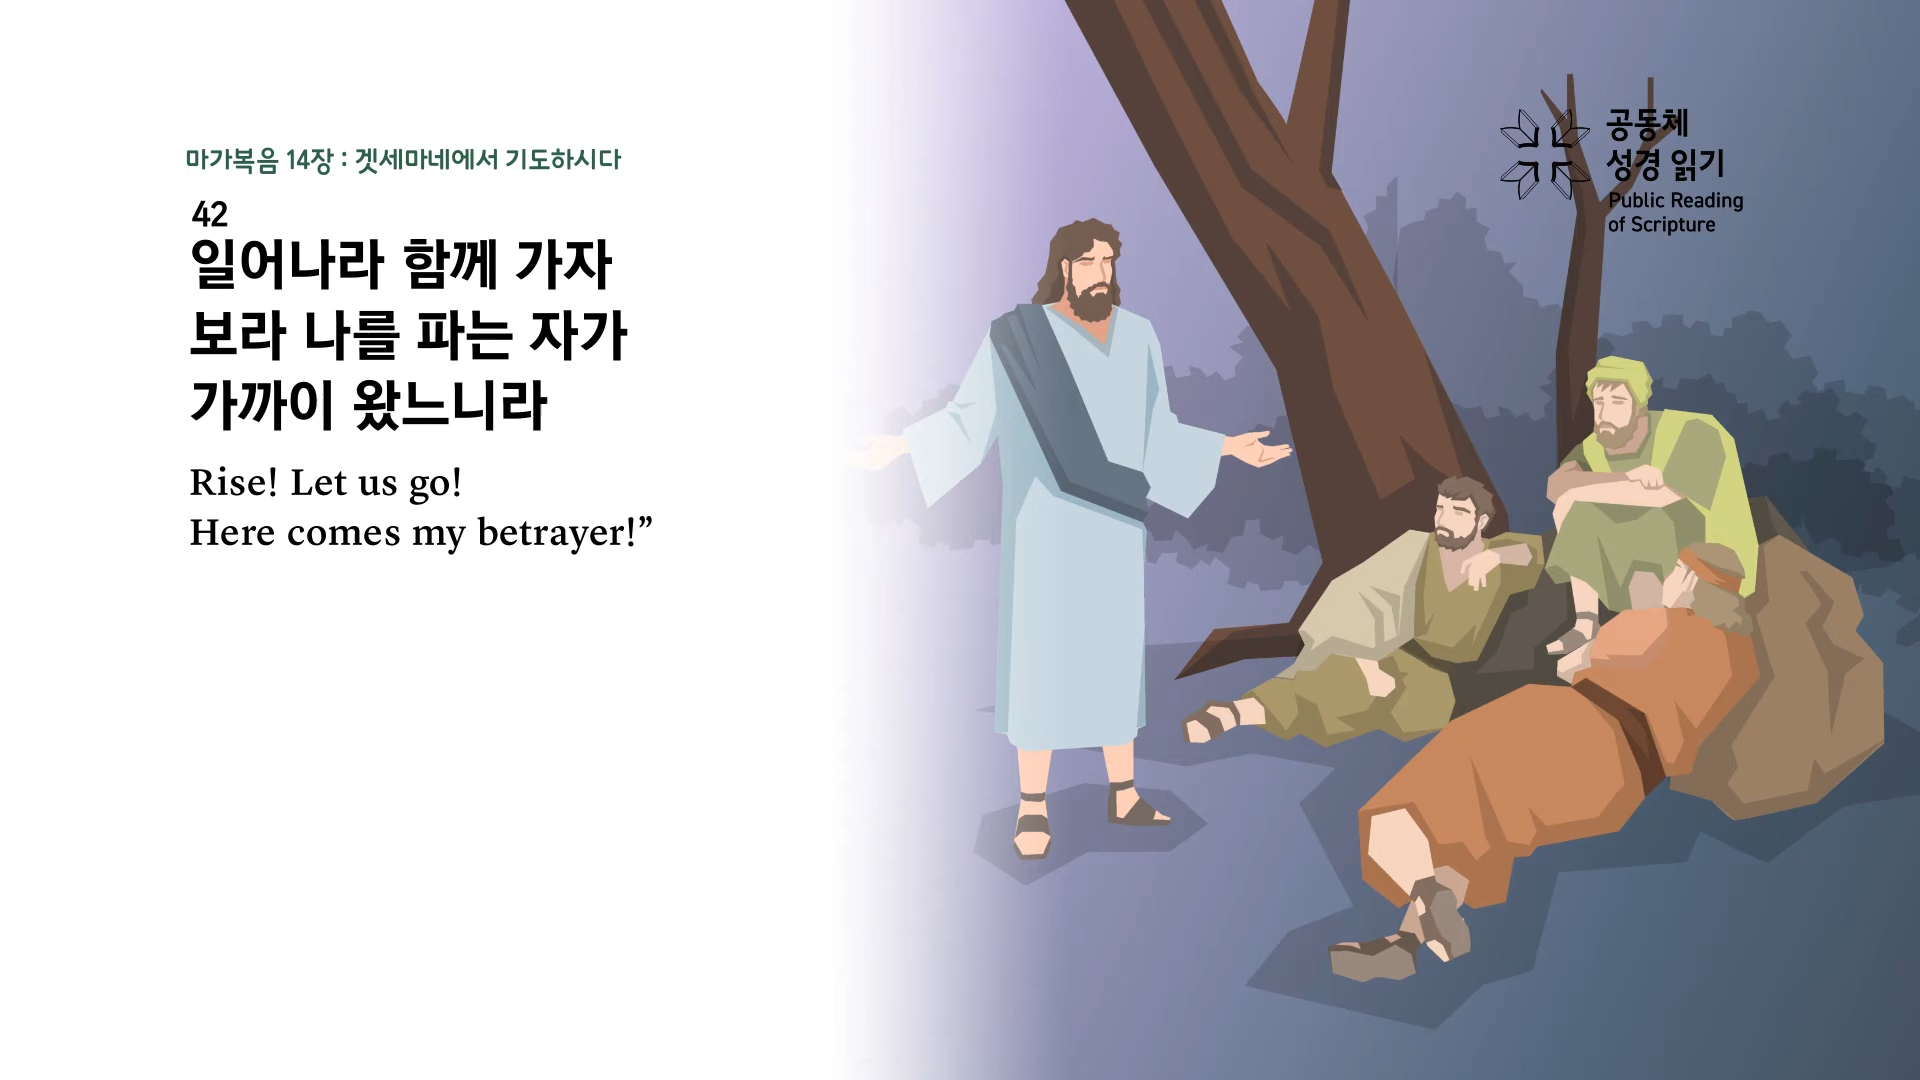 마가복음 14장 : 겟세마네에서 기도하시다
42
일어나라 함께 가자
보라 나를 파는 자가
가까이 왔느니라
Rise! Let us go!
Here comes my betrayer!”
공동체
성경 읽기
Public Reading
of Scripture